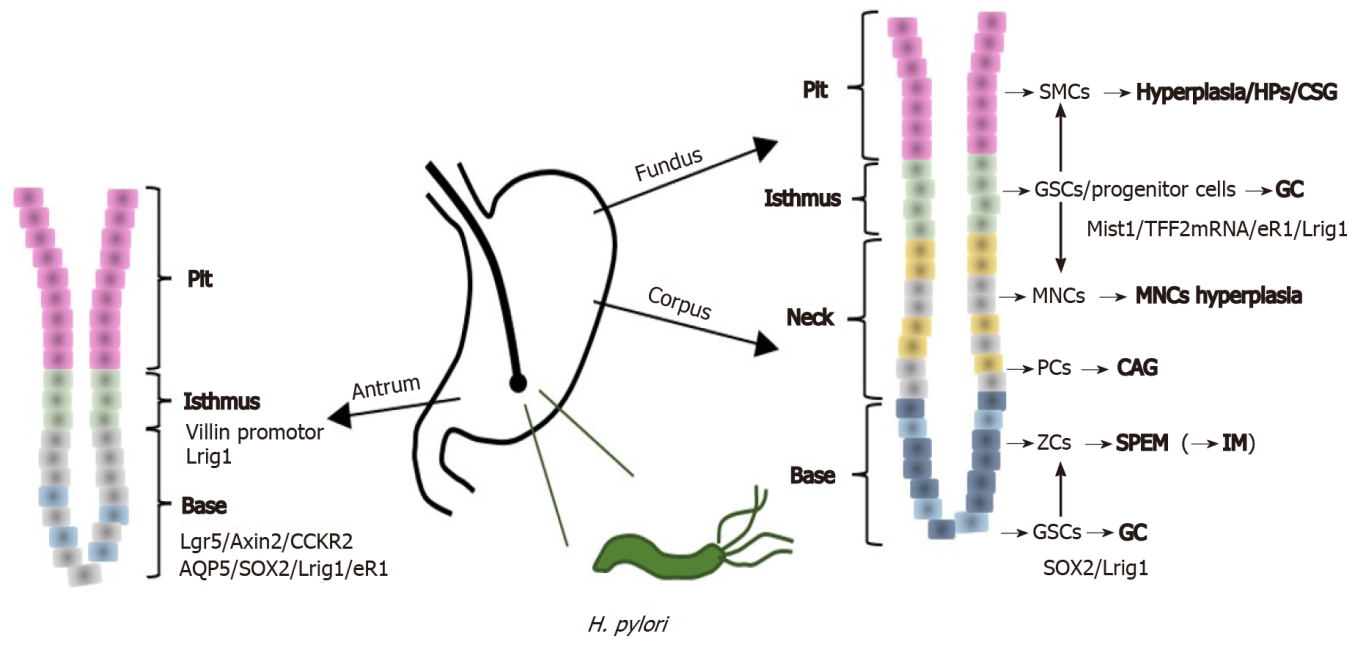 Pit
Isthmus
Villin promotor
Lrig1
Base
Lgr5/Axin2/CCKR2
AQP5/SOX2/Lrig1/eR1
Antrum
Fundus
Corpus
H. pylori
Pit
SMCs
Hyperplasia/HPs/CSG
Isthmus
GSCs/progenitor cells
GC
Mist1/TFF2mRNA/eR1/Lrig1
Neck
MNCs
MNCs hyperplasia
PCs
CAG
Base
ZCs
SPEM (→IM)
GSCs
GC
SOX2/Lrig1